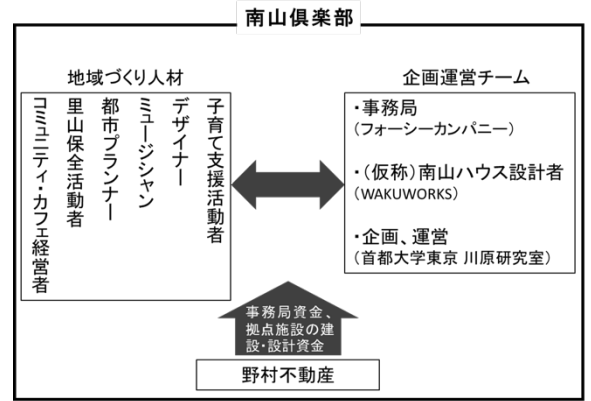 南山倶楽部
地域づくり人材
子育て支援活動者
デザイナー
ミュージシャン
都市プランナー
里山保全活動者
コミュニティ・カフェ経営者
企画運営チーム
・事務局
(フォーシーカンパニー)
・(仮称)南山ハウス設計者
(WAKUWORKS)
・企画、運営
(首都大学東京 川原研究室)
事務局資金、
拠点施設の建
設・設計資金
野村不動産